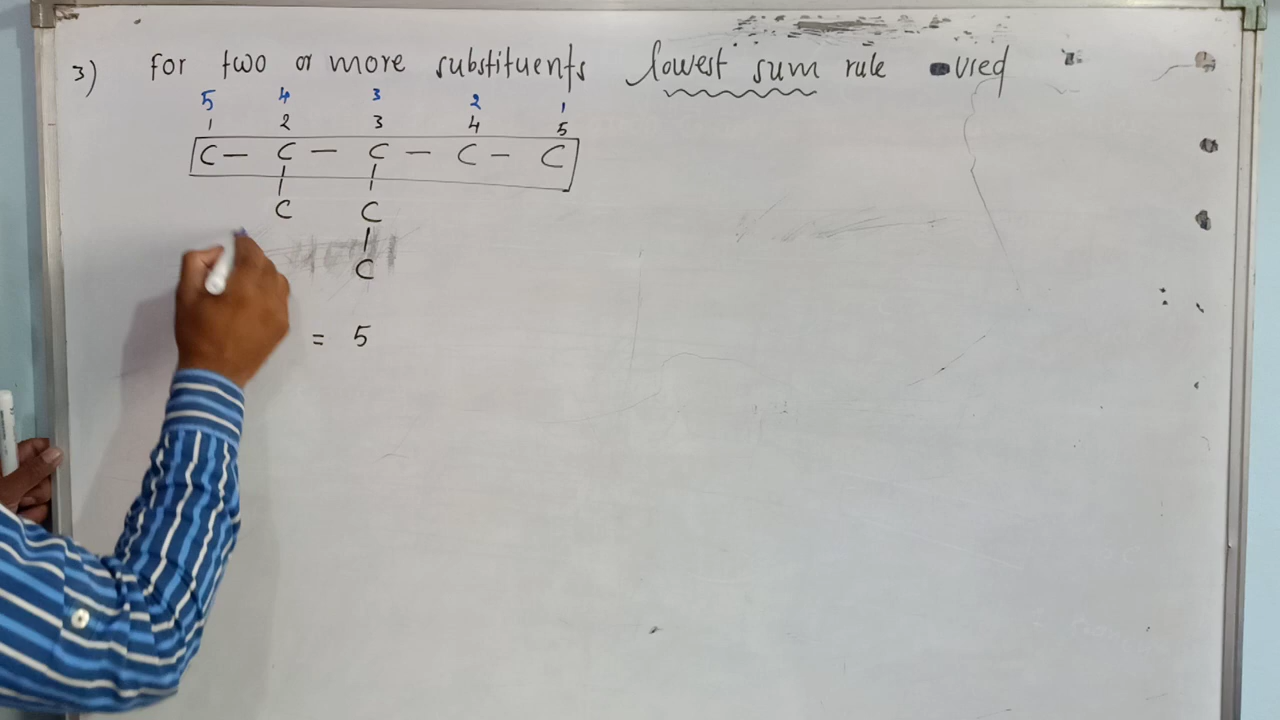 3) for two or more substituents lowest sum rule used
5 4 3 2 1
1 2 3 4 5
C — C — C — C — C
C C
C
= 5